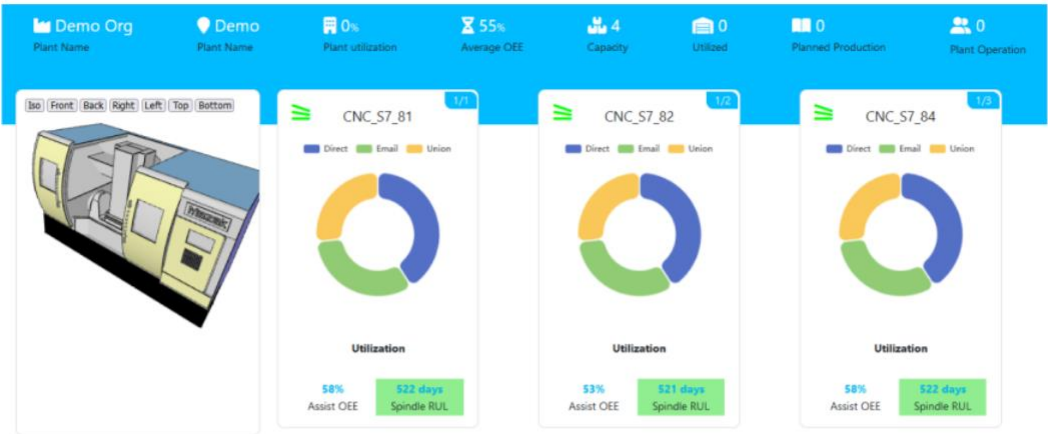 Demo Org
Plant Name
Demo
Plant Name
0%
Plant utilization
55%
Average OEE
4
Capacity
0
Utilized
0
Planned Production
0
Plant Operation
Iso Front Back Right Left Top Bottom
1/1
CNC_S7_81
Direct Email Union
Utilization
58%
Assist OEE
522 days
Spindle RUL
1/2
CNC_S7_82
Direct Email Union
Utilization
53%
Assist OEE
521 days
Spindle RUL
1/3
CNC_S7_84
Direct Email Union
Utilization
58%
Assist OEE
522 days
Spindle RUL